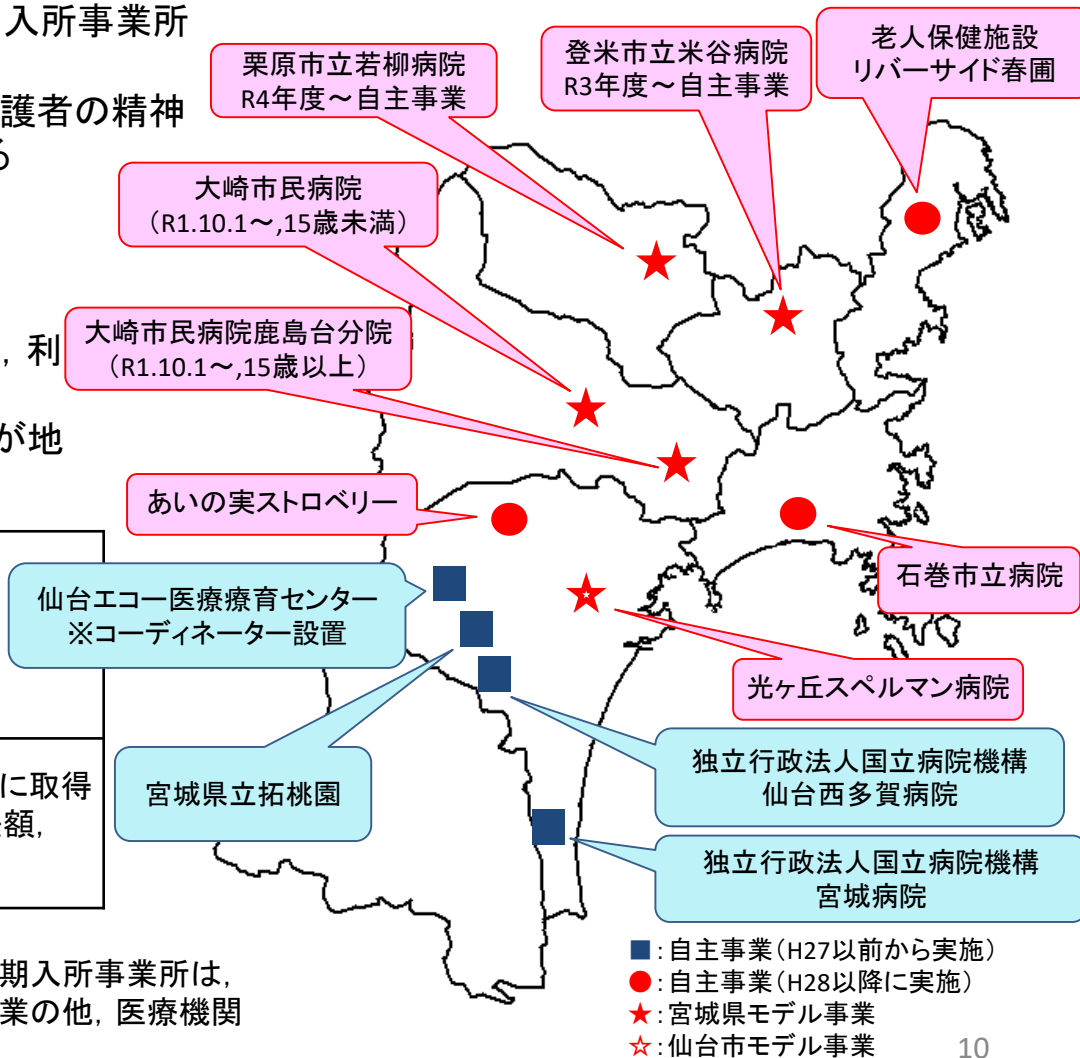 入所事業所
護者の精神
る
，利
が地
に取得
額，
期入所事業所は，
業の他，医療機関
栗原市立若柳病院
R4年度～自主事業
登米市立米谷病院
R3年度～自主事業
老人保健施設
リバーサイド春圃
大崎市民病院
（R1.10.1～,15歳未満）
大崎市民病院鹿島台分院
（R1.10.1～,15歳以上）
あいの実ストロベリー
石巻市立病院
仙台エコー医療療育センター
※コーディネーター設置
光ヶ丘スペルマン病院
宮城県立拓桃園
独立行政法人国立病院機構
仙台西多賀病院
独立行政法人国立病院機構
宮城病院
■：自主事業（H27以前から実施）
●：自主事業（H28以降に実施）
★：宮城県モデル事業
☆：仙台市モデル事業
10